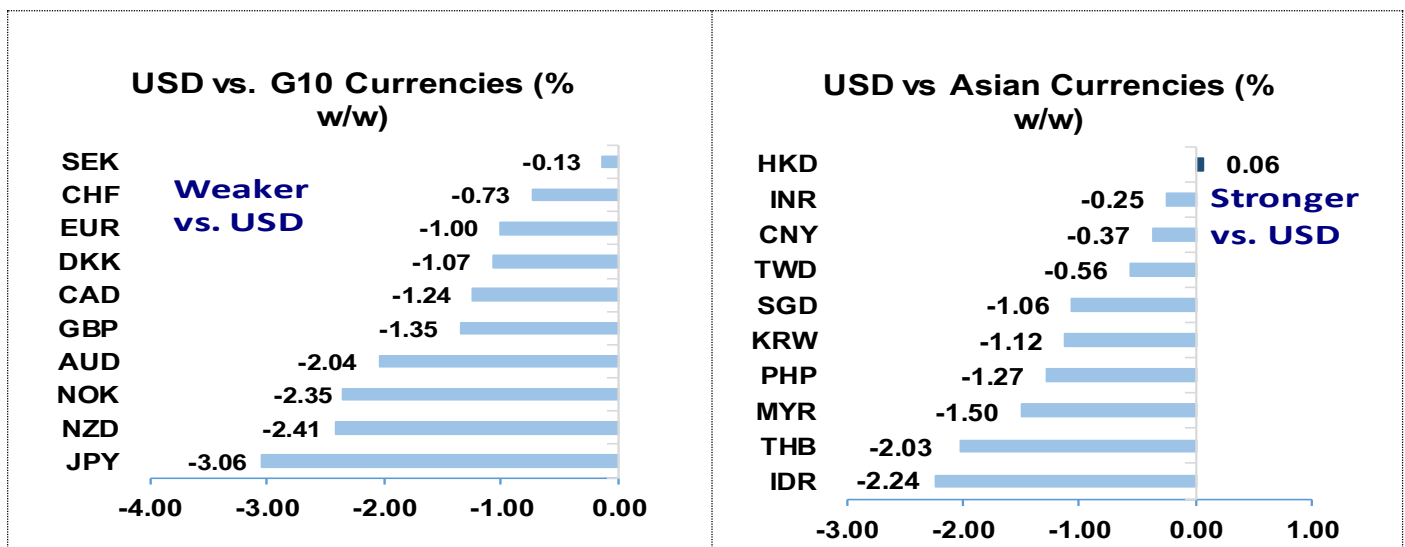 USD vs. G10 Currencies (%
w/w)
SEK -0.13
CHF -0.73
EUR -1.00
DKK -1.07
CAD -1.24
GBP -1.35
AUD -2.04
NOK -2.35
NZD -2.41
JPY -3.06
Weaker
vs. USD
-4.00 -3.00 -2.00 -1.00 0.00
USD vs Asian Currencies (%
w/w)
HKD 0.06
INR -0.25
CNY -0.37
TWD -0.56
SGD -1.06
KRW -1.12
PHP -1.27
MYR -1.50
THB -2.03
IDR -2.24
Stronger
vs. USD
-3.00 -2.00 -1.00 0.00 1.00